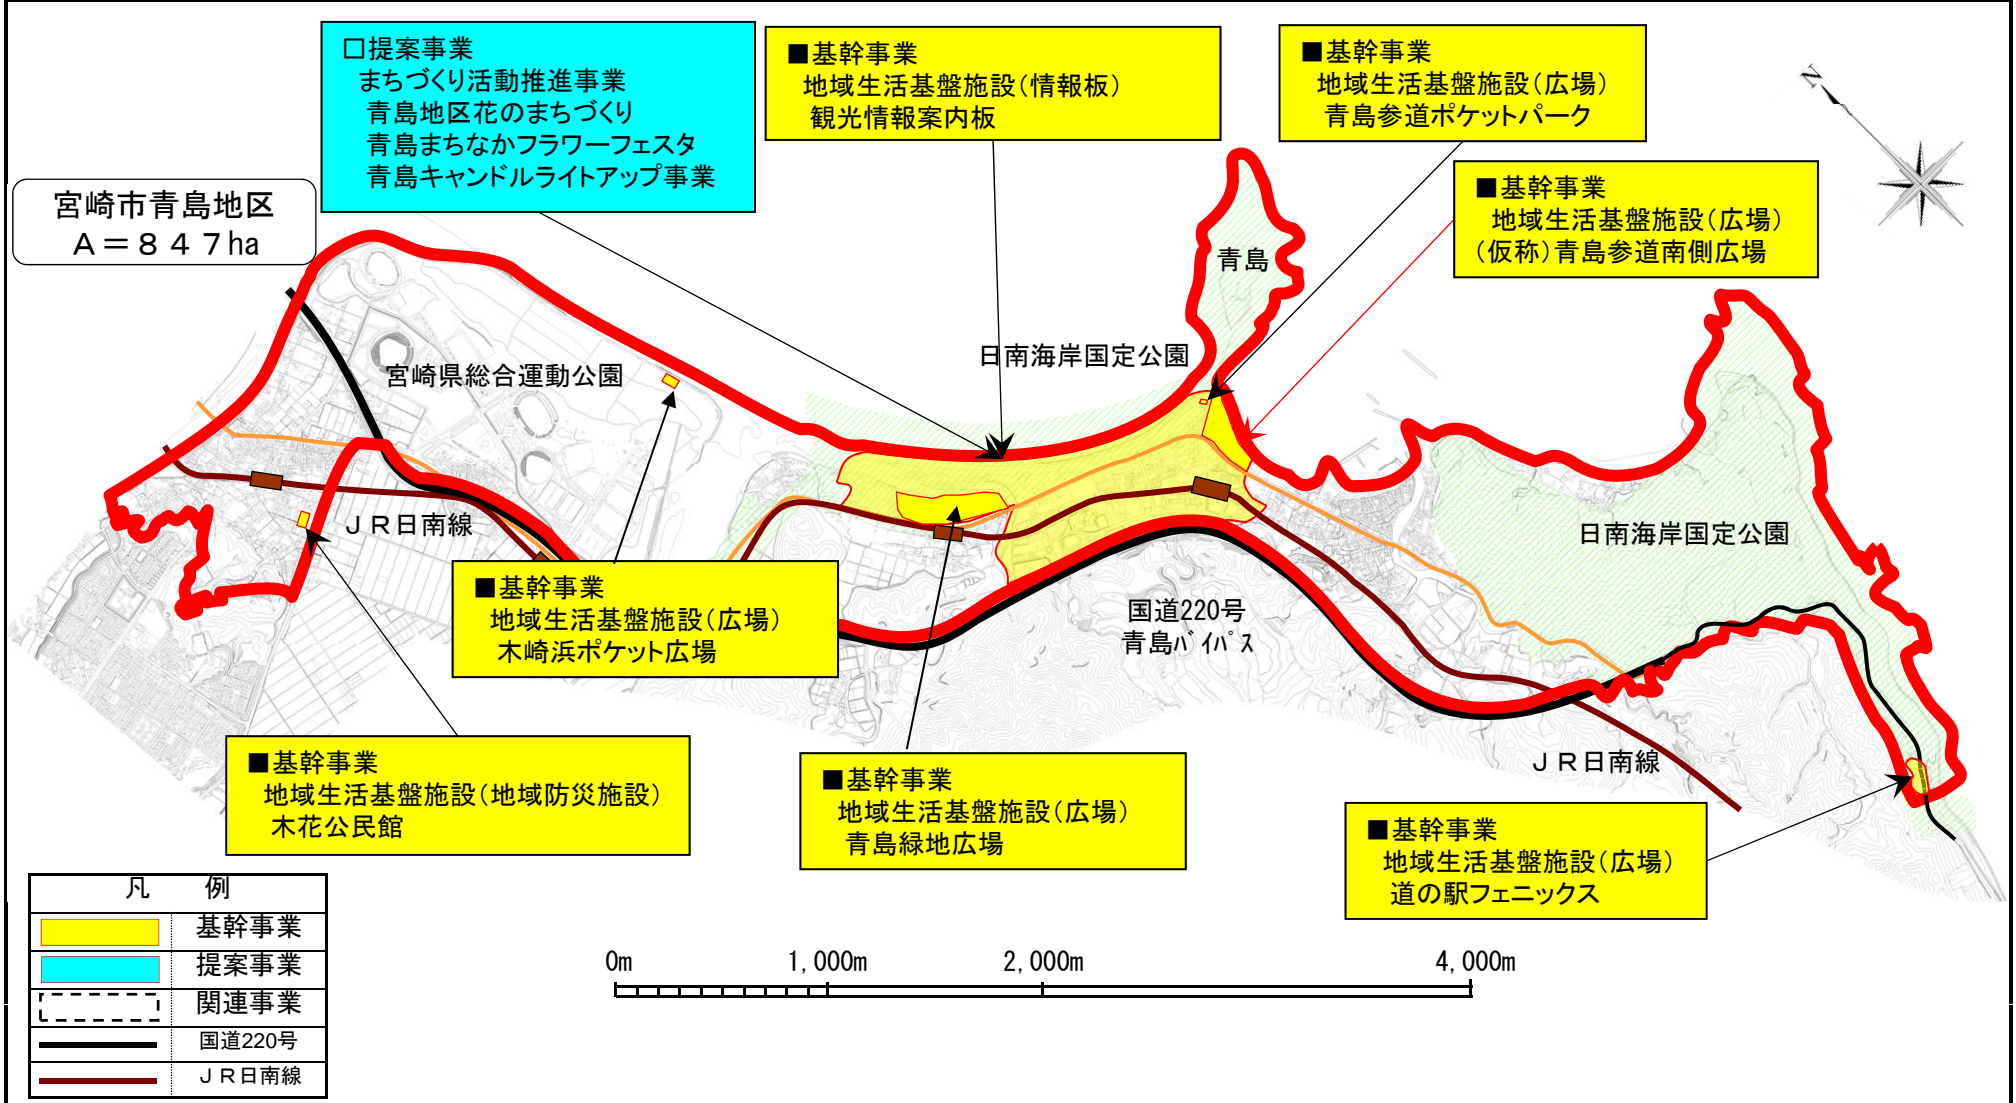 □提案事業
まちづくり活動推進事業
青島地区花のまちづくり
青島まちなかフラワーフェスタ
青島キャンドルライトアップ事業
■基幹事業
地域生活基盤施設(情報板)
観光情報案内板
■基幹事業
地域生活基盤施設(広場)
青島参道ポケットパーク
N
■基幹事業
地域生活基盤施設(広場)
(仮称)青島参道南側広場
宮崎市青島地区
A=847ha
青島
日南海岸国定公園
宮崎県総合運動公園
JR日南線
日南海岸国定公園
■基幹事業
地域生活基盤施設(広場)
木崎浜ポケット広場
国道220号
青島バイパス
■基幹事業
地域生活基盤施設(地域防災施設)
木花公民館
■基幹事業
地域生活基盤施設(広場)
青島緑地広場
JR日南線
■基幹事業
地域生活基盤施設(広場)
道の駅フェニックス
凡 例
基幹事業
提案事業
関連事業
国道220号
JR日南線
0m 1,000m 2,000m 4,000m